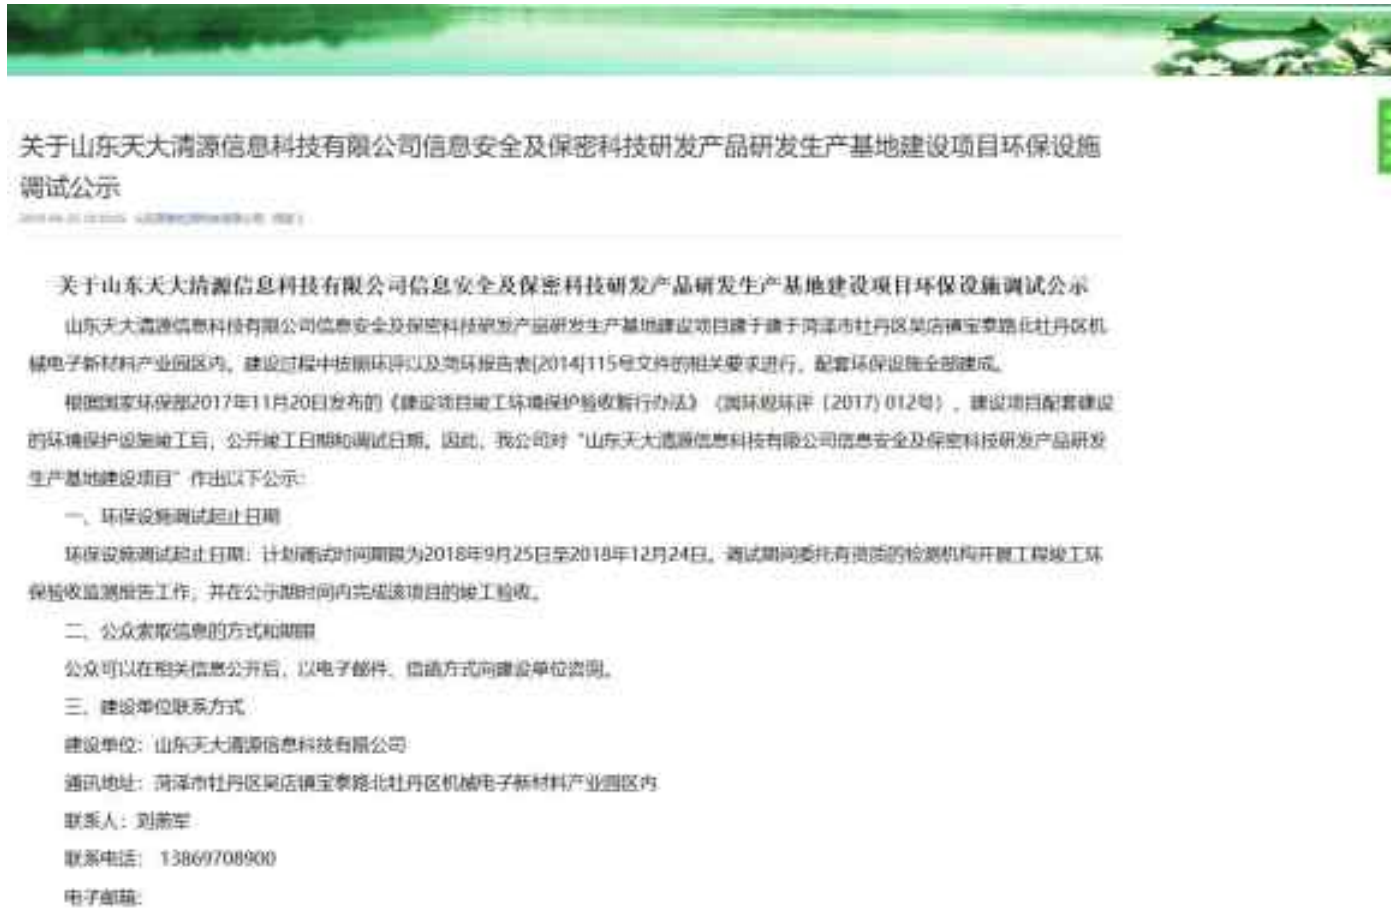 关于山东天大清源信息科技有限公司信息安全及保密科技研发产品研发生产基地建设项目环保设施
调试公示
关于山东天大清源信息科技有限公司信息安全及保密科技研发产品研发生产基地建设项目环保设施调试公示
山东天大清源信息科技有限公司信息安全及保密科技研发产品研发生产基地建设项目建于建于菏泽市牡丹区吴店镇宝泰路北牡丹区机
械电子新材料产业园区内。建设过程中按照环评以及菏环报告表[2014]115号文件的相关要求进行，配套环保设施全部建成。
根据国家环保部2017年11月20日发布的《建设项目竣工环境保护验收暂行办法》（国环规环评（2017) 012号），建设项目配套建设
的环境保护设施竣工后，公开竣工日期和调试日期。因此，我公司对“山东天大清源信息科技有限公司信息安全及保密科技研发产品研发
生产基地建设项目”作出以下公示：
一、环保设施调试起止日期
环保设施调试起止日期：计划调试时间期限为2018年9月25日至2018年12月24日。调试期间委托有资质的检测机构开展工程竣工环
保验收监测报告工作，并在公示期时间内完成该项目的竣工验收。
二、公众索取信息的方式和期限
公众可以在相关信息公开后，以电子邮件、信函方式向建设单位咨询。
三、建设单位联系方式
建设单位：山东天大清源信息科技有限公司
通讯地址：菏泽市牡丹区吴店镇宝泰路北牡丹区机械电子新材料产业园区内
联系人：刘 军
联系电话： 13869708900
电子邮箱：